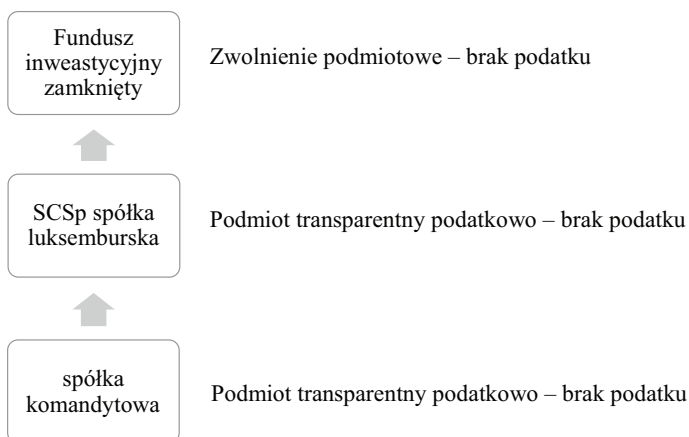 Fundusz
inweastycyjny
zamknięty
Zwolnienie podmiotowe – brak podatku
SCSp spółka
luksemburska
Podmiot transparentny podatkowo – brak podatku
spółka
komandytowa
Podmiot transparentny podatkowo – brak podatku